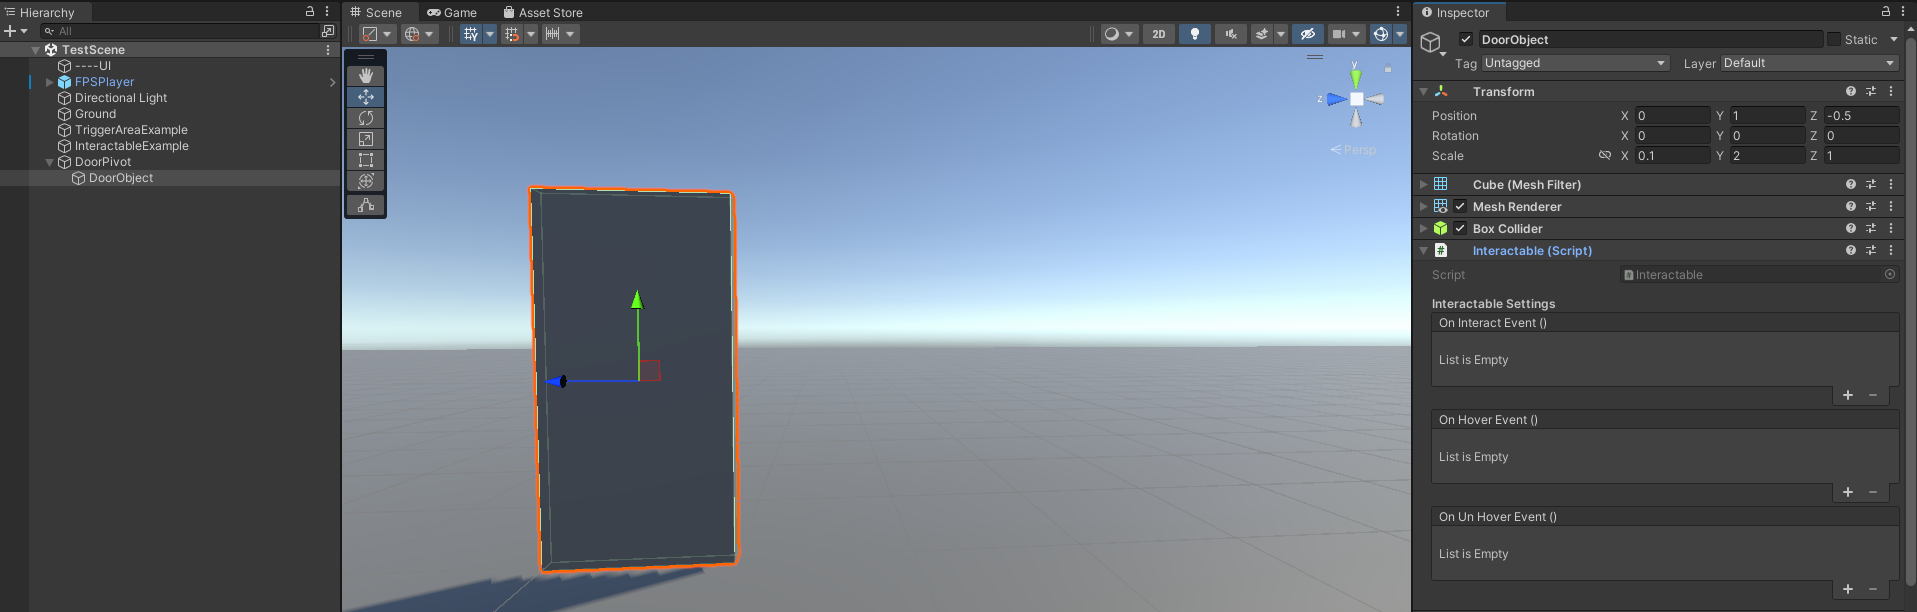 Hierarchy
All
TestScene
----UI
FPSPlayer
Directional Light
Ground
TriggerAreaExample
InteractableExample
DoorPivot
DoorObject
Scene
Game
Asset Store
2D
y
z
Persp
Inspector
DoorObject
Static
Tag Untagged Layer Default
Transform
Position X 0 Y 1 Z -0.5
Rotation X 0 Y 0 Z 0
Scale X 0.1 Y 2 Z 1
Cube (Mesh Filter)
Mesh Renderer
Box Collider
# Interactable (Script)
Script Interactable
Interactable Settings
On Interact Event ()
List is Empty
On Hover Event ()
List is Empty
On Un Hover Event ()
List is Empty